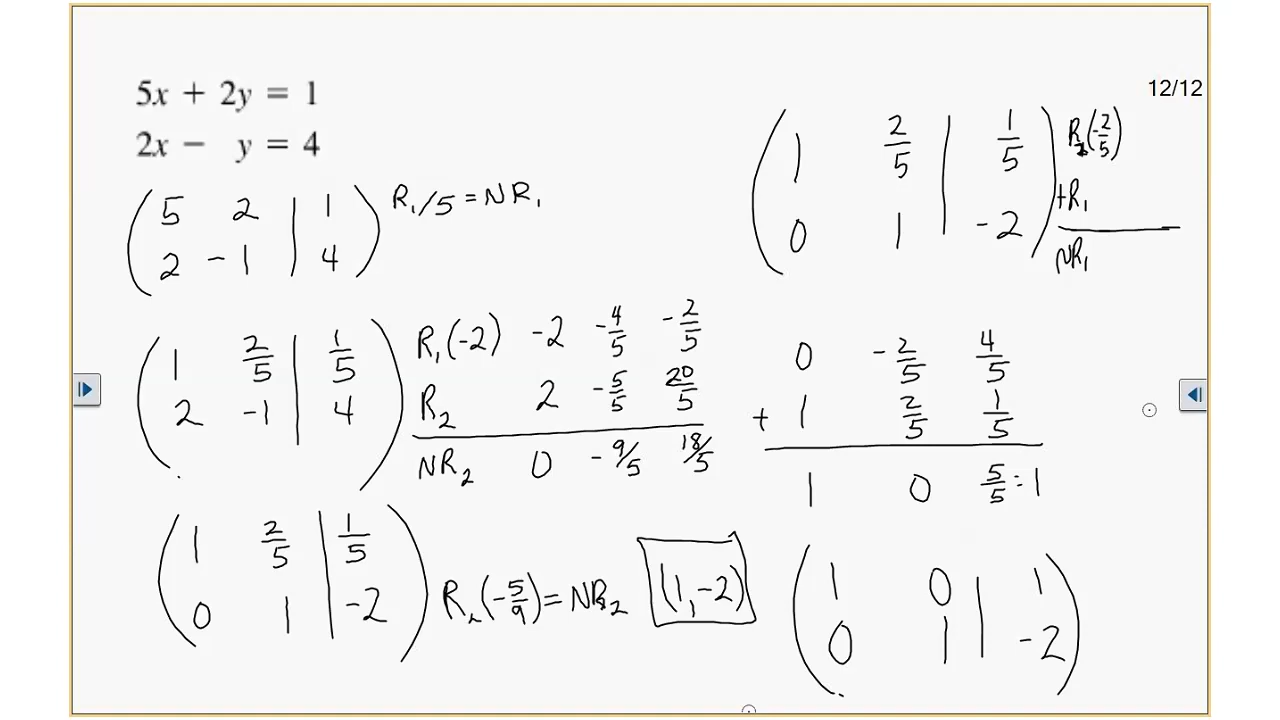 5x + 2y = 1
2x − y = 4
5 2 | 1 R₁/5 = NR₁
2 -1 | 4
1 2/5 | 1/5 R₁(-2) -2 -4/5 -2/5
2 -1 | 4 R₂ 2 -5/5 20/5
NR₂ 0 -9/5 18/5
1 2/5 | 1/5
0 1 | -2 R₂(-5/9) = NR₂ (1, -2)
12/12
1 2/5 | 1/5 R₂(-2/5)
0 1 | -2 +R₁
NR₁
0 -2/5 4/5
+ 1 2/5 1/5
1 0 5/5 = 1
1 0 | 1
0 1 | -2